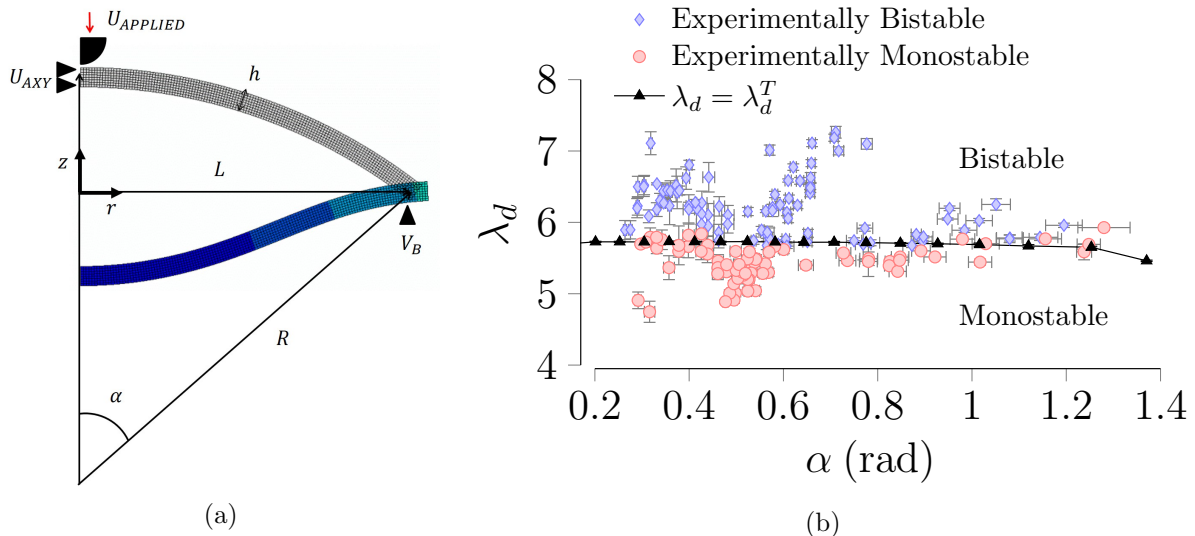 U_APPLIED
U_AXY
h
z
L
r
V_B
R
α
(a)
Experimentally Bistable
Experimentally Monostable
λ_d = λ_d^T
8
7
6
5
4
λ_d
Bistable
Monostable
0.2 0.4 0.6 0.8 1 1.2 1.4
α (rad)
(b)